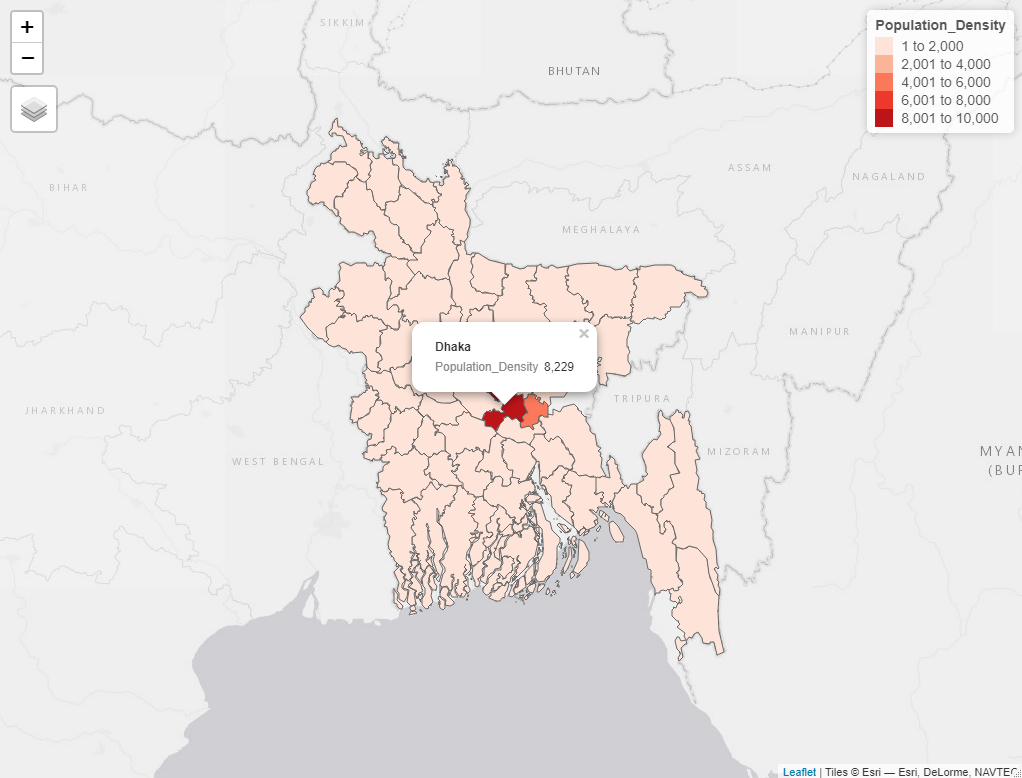 +
−
SIKKIM
BHUTAN
Population_Density
1 to 2,000
2,001 to 4,000
4,001 to 6,000
6,001 to 8,000
8,001 to 10,000
ASSAM
NAGALAND
BIHAR
MEGHALAYA
MANIPUR
×
Dhaka
Population_Density 8,229
TRIPURA
JHARKHAND
WEST BENGAL
MIZORAM
MYAN
(BUR
Leaflet | Tiles © Esri — Esri, DeLorme, NAVTEQ